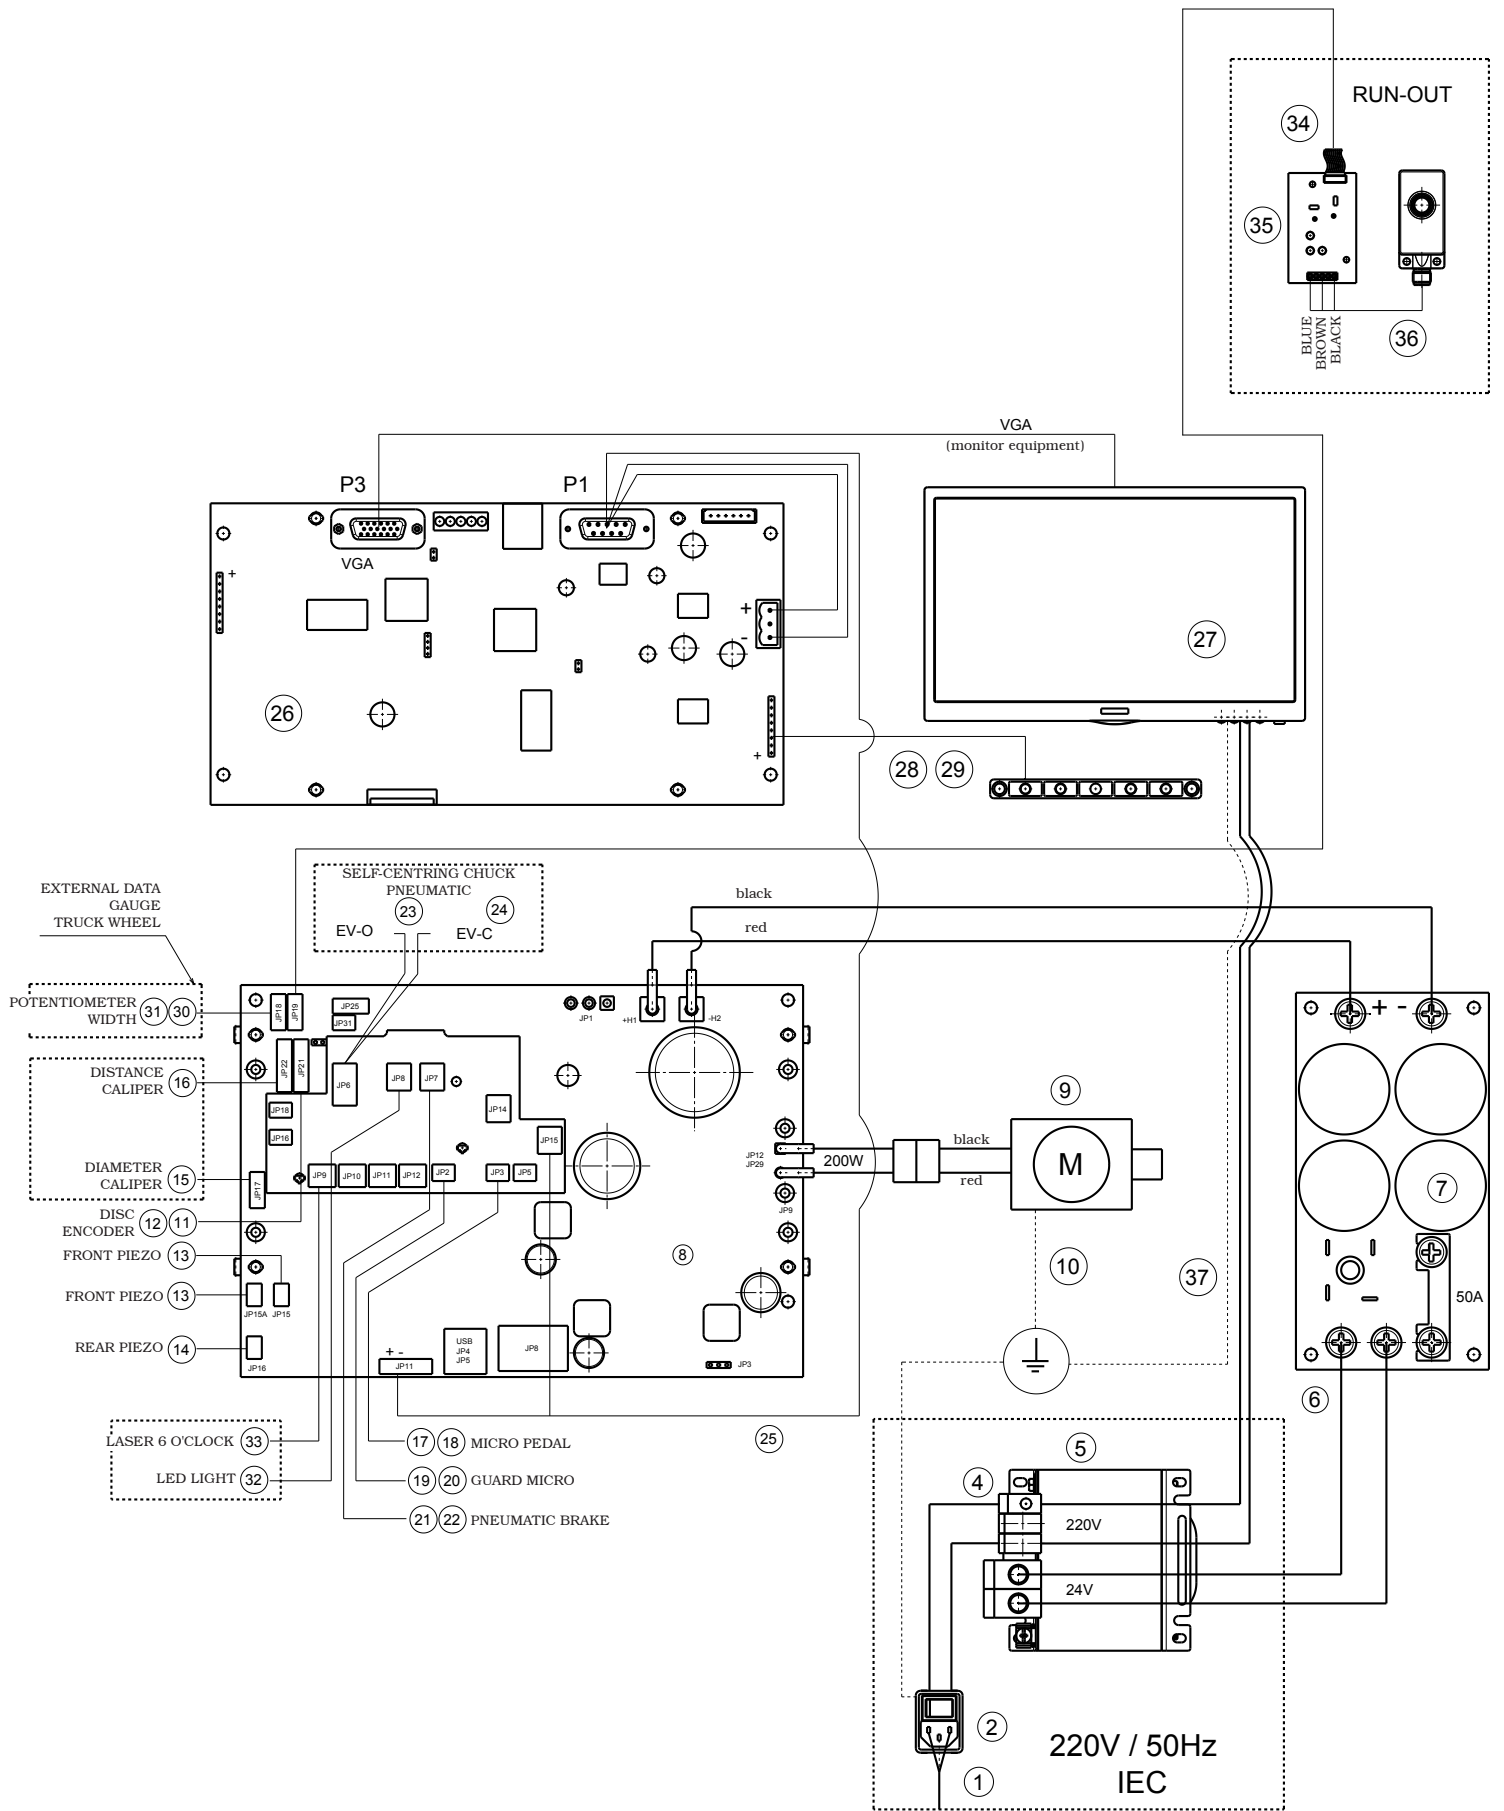 RUN-OUT
34
35
36
BLUE
BROWN
BLACK
VGA
(monitor equipment)
P3
P1
VGA
+
+
-
27
26
+
28 29
SELF-CENTRING CHUCK
PNEUMATIC
23 24
EV-O EV-C
EXTERNAL DATA
GAUGE
TRUCK WHEEL
black
red
POTENTIOMETER
WIDTH 31 30
JP18
JP19
JP25
JP31
JP1
+H1
-H2
+ -
DISTANCE
CALIPER 16
JP22
JP21
JP6
JP8
JP7
JP18
JP16
JP14
JP15
9
7
JP12
JP29
200W
black
red
M
DIAMETER
CALIPER 15
JP17
JP9
JP10
JP11
JP12
JP2
JP3
JP5
JP9
DISC
ENCODER 12 11
FRONT PIEZO 13
8
10
37
FRONT PIEZO 13
JP15A
JP15
50A
REAR PIEZO 14
JP16
+ -
JP11
USB
JP4
JP5
JP8
JP3
6
LASER 6 O'CLOCK 33
LED LIGHT 32
17 18 MICRO PEDAL
19 20 GUARD MICRO
21 22 PNEUMATIC BRAKE
25
5
4
220V
24V
2
1
220V / 50Hz
IEC